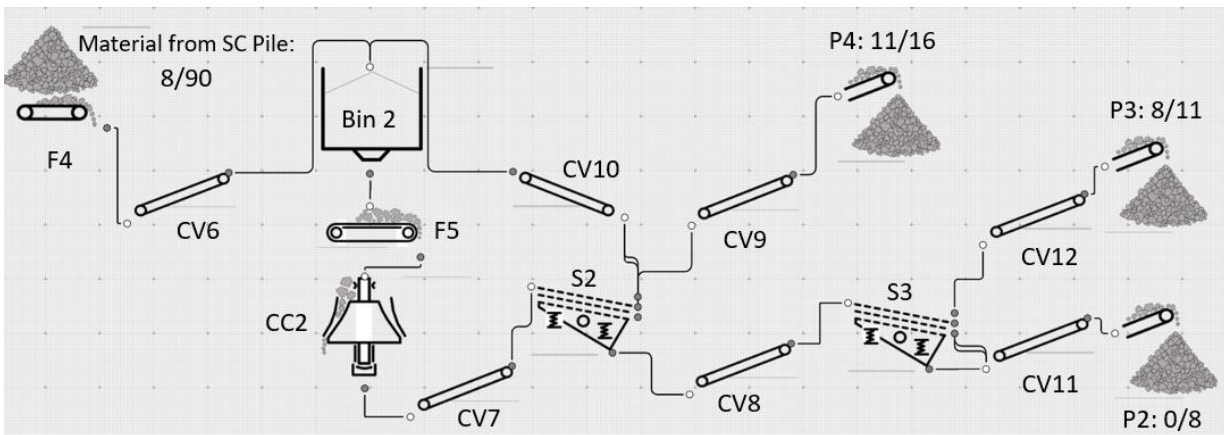 Material from SC Pile:
8/90
F4
CV6
Bin 2
F5
CC2
CV7
CV10
S2
CV9
CV8
P4: 11/16
S3
CV12
P3: 8/11
CV11
P2: 0/8